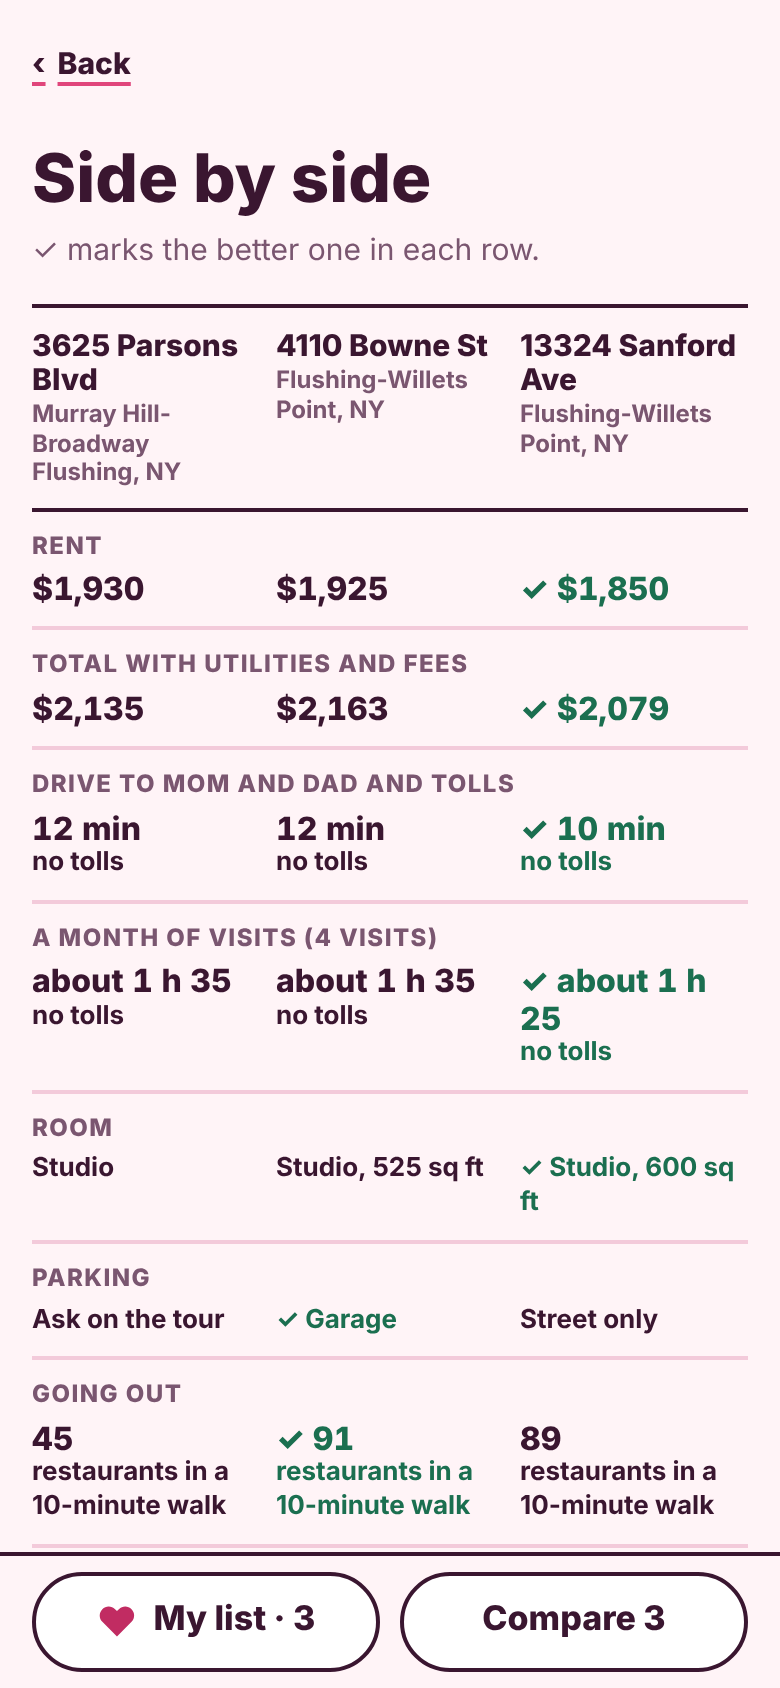 ‹ Back
Side by side
✓ marks the better one in each row.
3625 Parsons Blvd
Murray Hill-Broadway Flushing, NY
4110 Bowne St
Flushing-Willets Point, NY
13324 Sanford Ave
Flushing-Willets Point, NY
RENT
$1,930
$1,925
✓ $1,850
TOTAL WITH UTILITIES AND FEES
$2,135
$2,163
✓ $2,079
DRIVE TO MOM AND DAD AND TOLLS
12 min
no tolls
12 min
no tolls
✓ 10 min
no tolls
A MONTH OF VISITS (4 VISITS)
about 1 h 35
no tolls
about 1 h 35
no tolls
✓ about 1 h 25
no tolls
ROOM
Studio
Studio, 525 sq ft
✓ Studio, 600 sq ft
PARKING
Ask on the tour
✓ Garage
Street only
GOING OUT
45
restaurants in a 10-minute walk
✓ 91
restaurants in a 10-minute walk
89
restaurants in a 10-minute walk
My list · 3
Compare 3